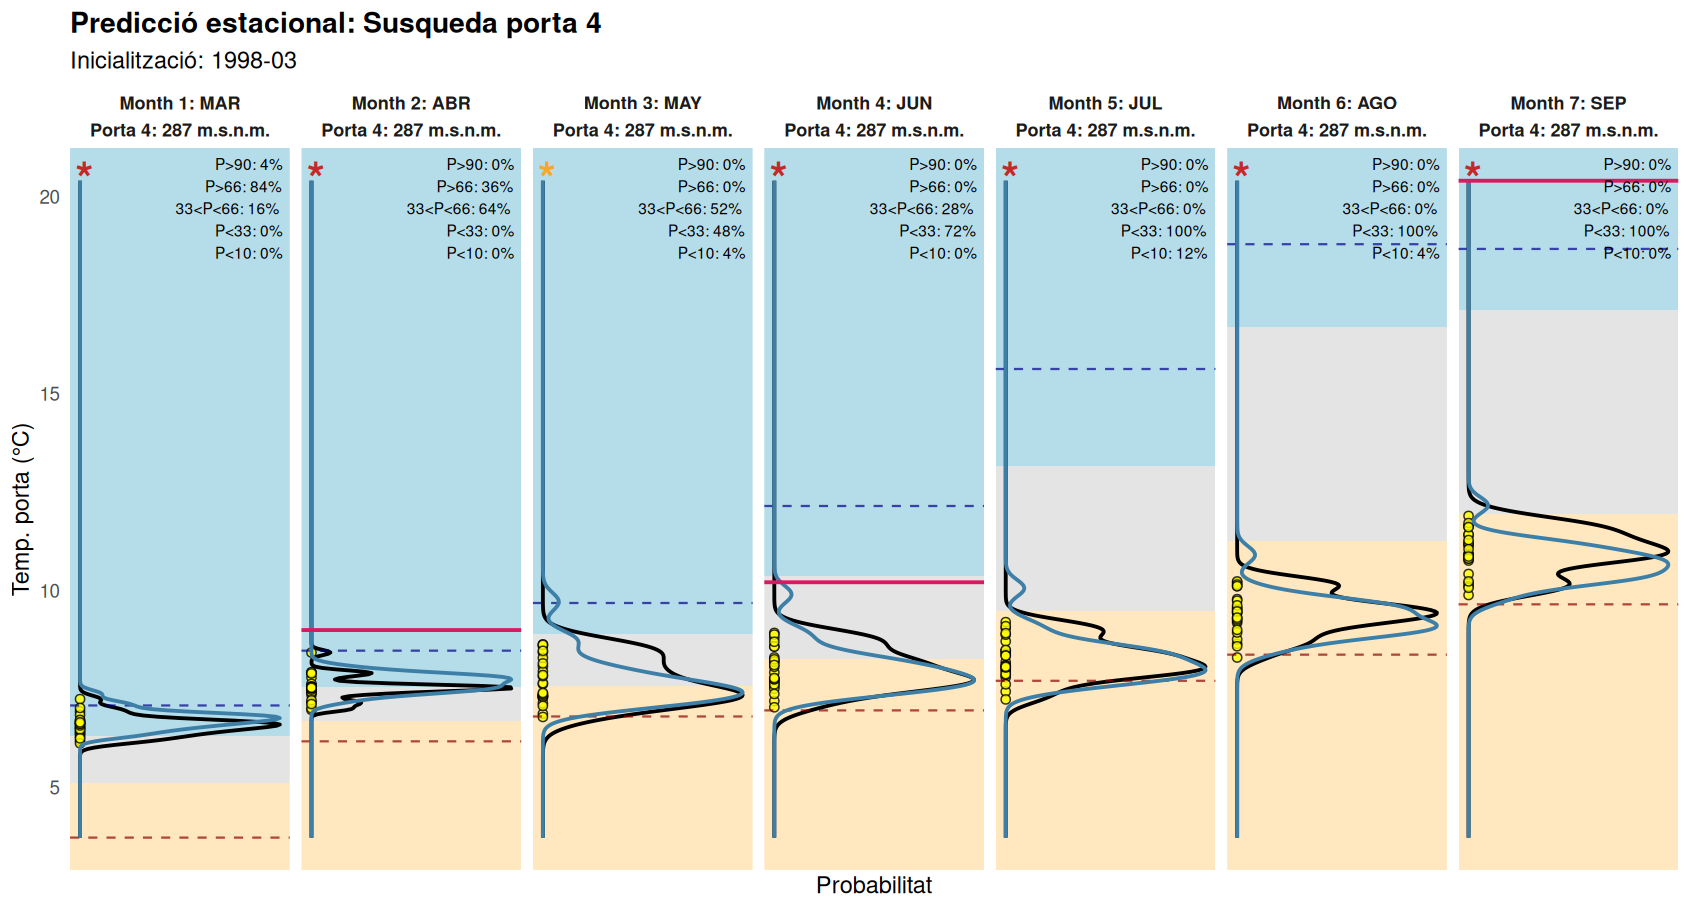 Predicció estacional: Susqueda porta 4
Inicialització: 1998-03
Month 1: MAR
Porta 4: 287 m.s.n.m.
Month 2: ABR
Porta 4: 287 m.s.n.m.
Month 3: MAY
Porta 4: 287 m.s.n.m.
Month 4: JUN
Porta 4: 287 m.s.n.m.
Month 5: JUL
Porta 4: 287 m.s.n.m.
Month 6: AGO
Porta 4: 287 m.s.n.m.
Month 7: SEP
Porta 4: 287 m.s.n.m.
*
P>90: 4%
P>66: 84%
33<P<66: 16%
P<33: 0%
P<10: 0%
*
P>90: 0%
P>66: 36%
33<P<66: 64%
P<33: 0%
P<10: 0%
*
P>90: 0%
P>66: 0%
33<P<66: 52%
P<33: 48%
P<10: 4%
*
P>90: 0%
P>66: 0%
33<P<66: 28%
P<33: 72%
P<10: 0%
*
P>90: 0%
P>66: 0%
33<P<66: 0%
P<33: 100%
P<10: 12%
*
P>90: 0%
P>66: 0%
33<P<66: 0%
P<33: 100%
P<10: 4%
*
P>90: 0%
P>66: 0%
33<P<66: 0%
P<33: 100%
P<10: 0%
20
15
10
5
Temp. porta (°C)
Probabilitat